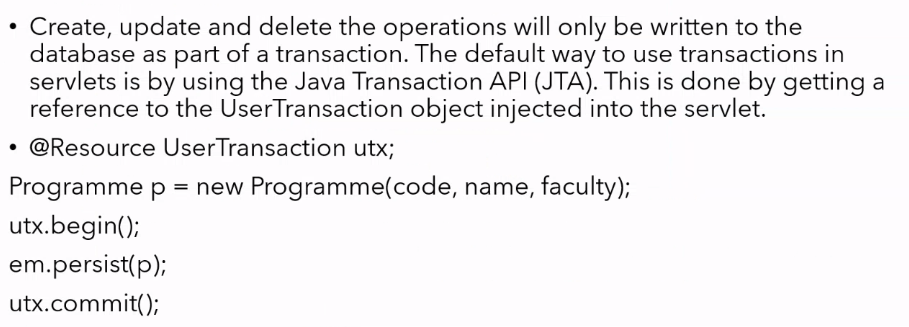 • Create, update and delete the operations will only be written to the
database as part of a transaction. The default way to use transactions in
servlets is by using the Java Transaction API (JTA). This is done by getting a
reference to the UserTransaction object injected into the servlet.
• @Resource UserTransaction utx;
Programme p = new Programme(code, name, faculty);
utx.begin();
em.persist(p);
utx.commit();